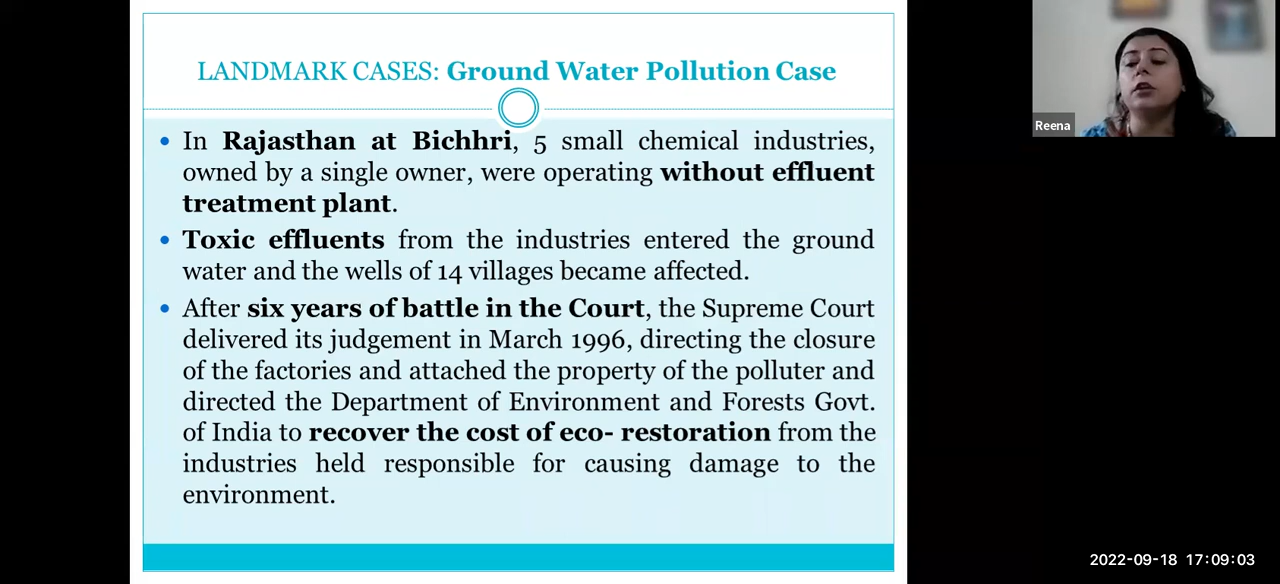 LANDMARK CASES: Ground Water Pollution Case
• In Rajasthan at Bichhri, 5 small chemical industries,
owned by a single owner, were operating without effluent
treatment plant.
• Toxic effluents from the industries entered the ground
water and the wells of 14 villages became affected.
• After six years of battle in the Court, the Supreme Court
delivered its judgement in March 1996, directing the closure
of the factories and attached the property of the polluter and
directed the Department of Environment and Forests Govt.
of India to recover the cost of eco- restoration from the
industries held responsible for causing damage to the
environment.
Reena
2022-09-18 17:09:03